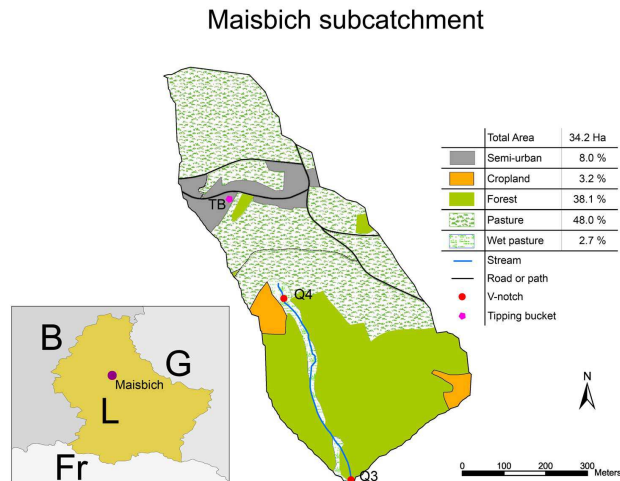 Maisbich subcatchment
Total Area 34.2 Ha
Semi-urban 8.0 %
Cropland 3.2 %
Forest 38.1 %
Pasture 48.0 %
Wet pasture 2.7 %
Stream
Road or path
V-notch
Tipping bucket
TB
Q4
Q3
B
G
Maisbich
L
Fr
N
0 100 200 300
Meters